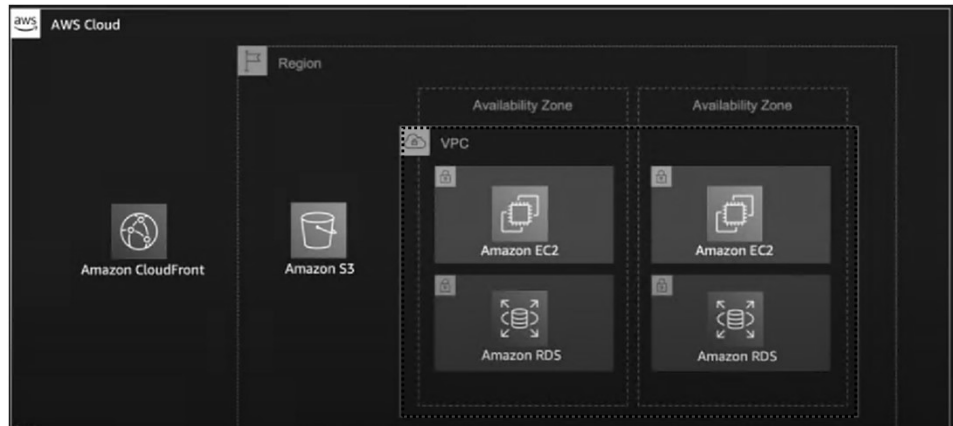 aws
AWS Cloud
Region
Availability Zone
Availability Zone
VPC
Amazon EC2
Amazon EC2
Amazon CloudFront
Amazon S3
Amazon RDS
Amazon RDS